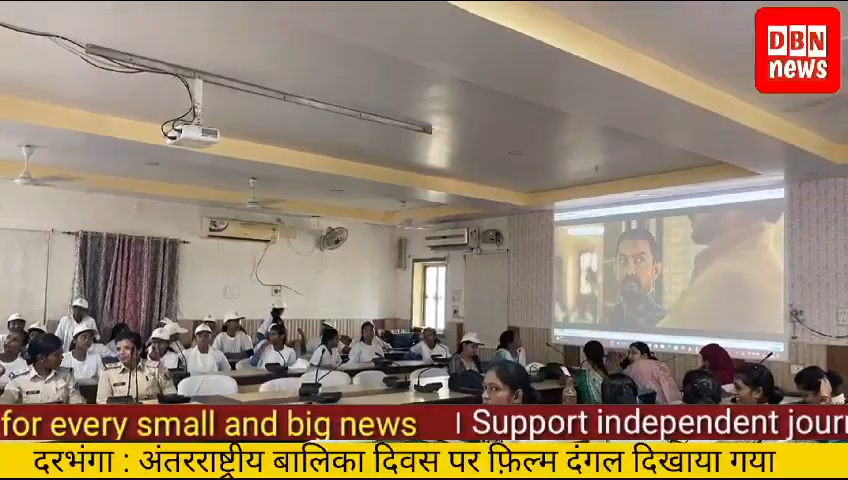 DBN
news
for every small and big news | Support independent journ
दरभंगा : अंतरराष्ट्रीय बालिका दिवस पर फ़िल्म दंगल दिखाया गया